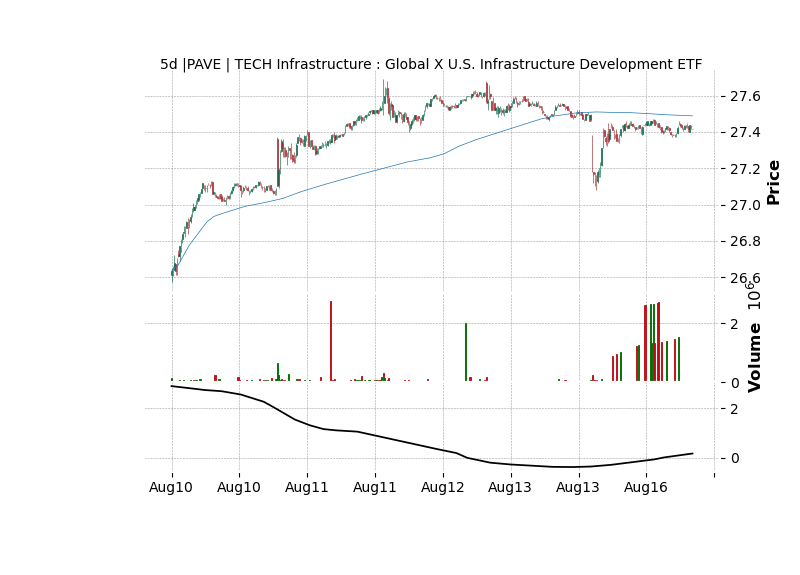 5d |PAVE | TECH Infrastructure : Global X U.S. Infrastructure Development ETF
27.6
27.4
27.2
27.0
26.8
26.6
Price
2
0
Volume 10^6
2
0
Aug10 Aug10 Aug11 Aug11 Aug12 Aug13 Aug13 Aug16